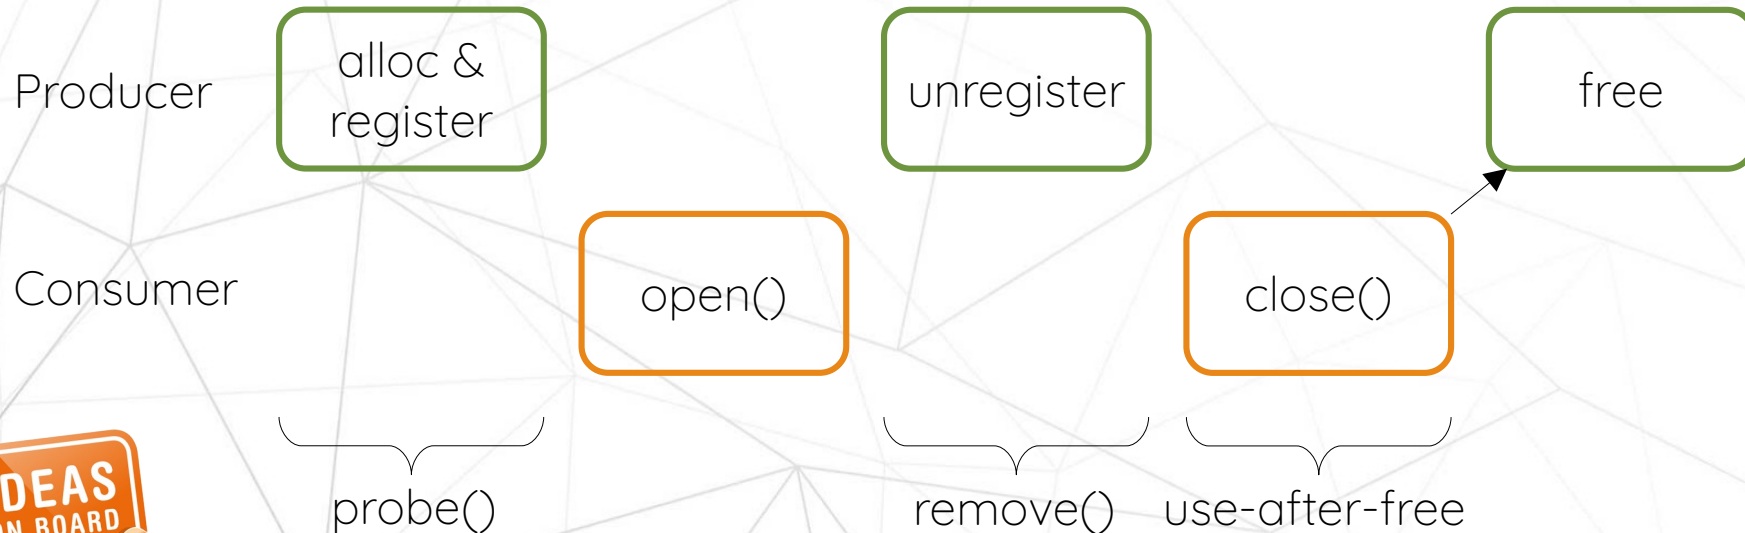 Producer
alloc &
register
unregister
free
Consumer
open()
close()
probe()
remove()
use-after-free
DEAS
N BOARD